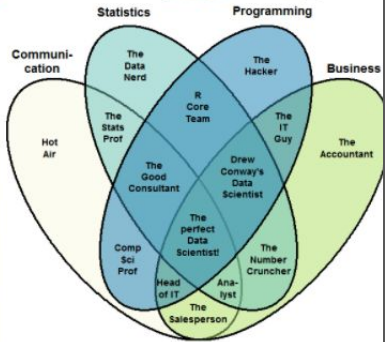 Statistics
Programming
Communi-
cation
Business
The
Data
Nerd
The
Hacker
R
Core
Team
The
Stats
Prof
The
IT
Guy
Hot
Air
The
Accountant
The
Good
Consultant
Drew
Conway's
Data
Scientist
The
perfect
Data
Scientist!
Comp
Sci
Prof
The
Number
Cruncher
Head
of IT
Ana-
lyst
The
Salesperson